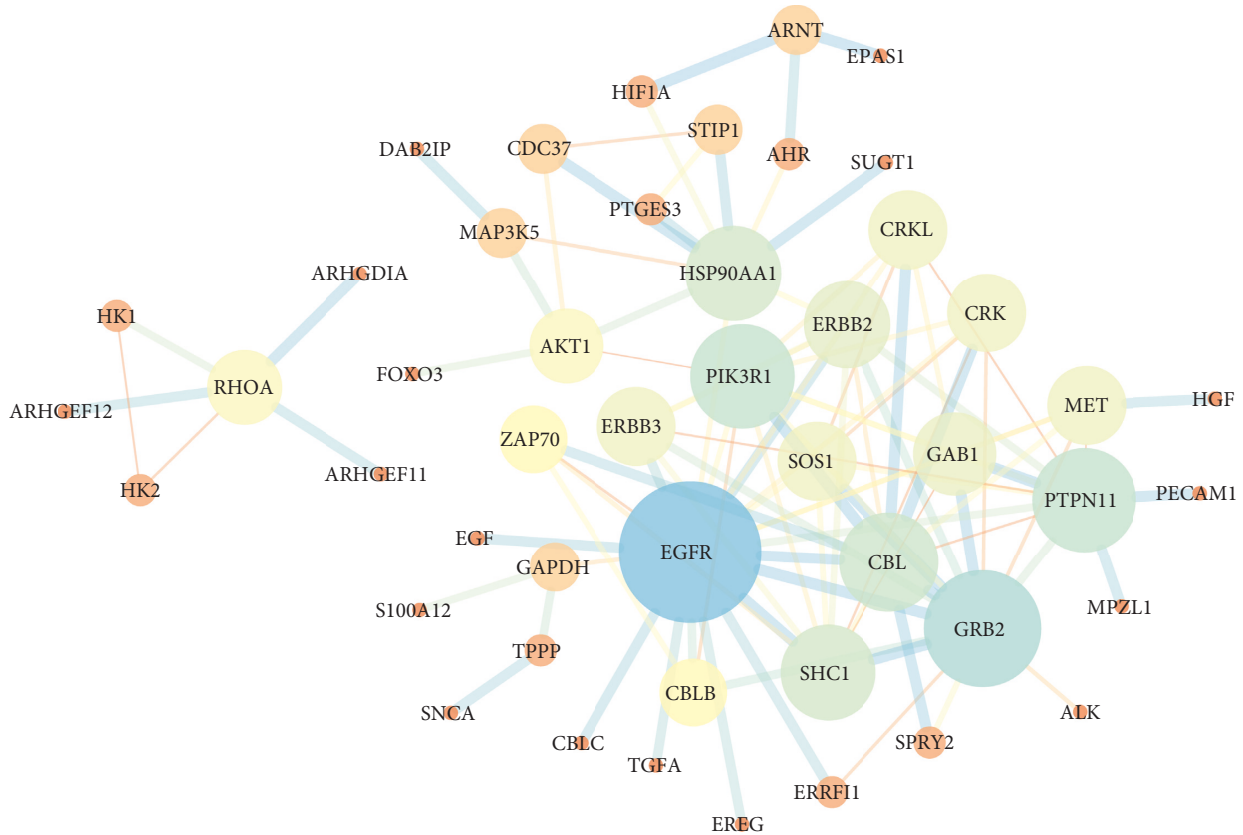 ARNT
EPAS1
HIF1A
STIP1
DAB2IP
CDC37
AHR
SUGT1
PTGES3
MAP3K5
CRKL
ARHGDIA
HSP90AA1
HK1
ERBB2
CRK
AKT1
FOXO3
PIK3R1
RHOA
MET
HGF
ARHGEF12
ERBB3
ZAP70
SOS1
GAB1
ARHGEF11
HK2
PTPN11
PECAM1
EGF
EGFR
CBL
GAPDH
S100A12
MPZL1
GRB2
TPPP
SHC1
CBLB
SNCA
ALK
CBLC
SPRY2
TGFA
ERRFI1
EREG